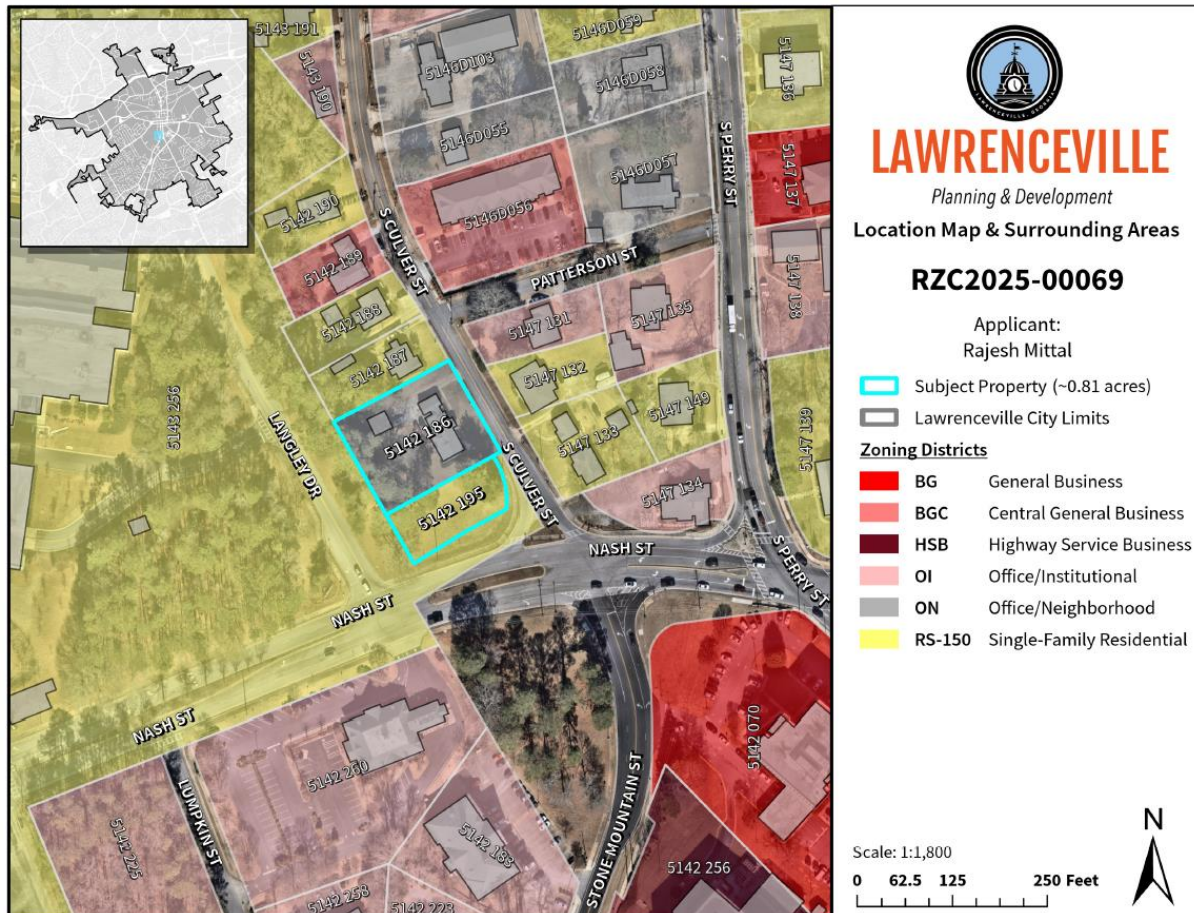 5143 191
5146D059
5146D103
5146D058
5147 136
5143 190
5146D055
5146D057
5147 137
S PERRY ST
5142 190
S CULVER ST
5146D056
5142 189
PATTERSON ST
5147 138
5142 188
5147 131
5147 135
5142 187
5147 132
5143 256
5142 186
5147 149
5147 133
5147 139
LANGLEY DR
S CULVER ST
5142 195
5147 134
NASH ST
S PERRY ST
NASH ST
5142 070
NASH ST
5142 260
LUMPKIN ST
STONE MOUNTAIN ST
5142 225
5142 183
5142 256
5142 258
5142 223
LAWRENCEVILLE, GEORGIA
LAWRENCEVILLE
Planning & Development
Location Map & Surrounding Areas
RZC2025-00069
Applicant:
Rajesh Mittal
Subject Property (~0.81 acres)
Lawrenceville City Limits
Zoning Districts
BG General Business
BGC Central General Business
HSB Highway Service Business
OI Office/Institutional
ON Office/Neighborhood
RS-150 Single-Family Residential
N
Scale: 1:1,800
0 62.5 125 250 Feet